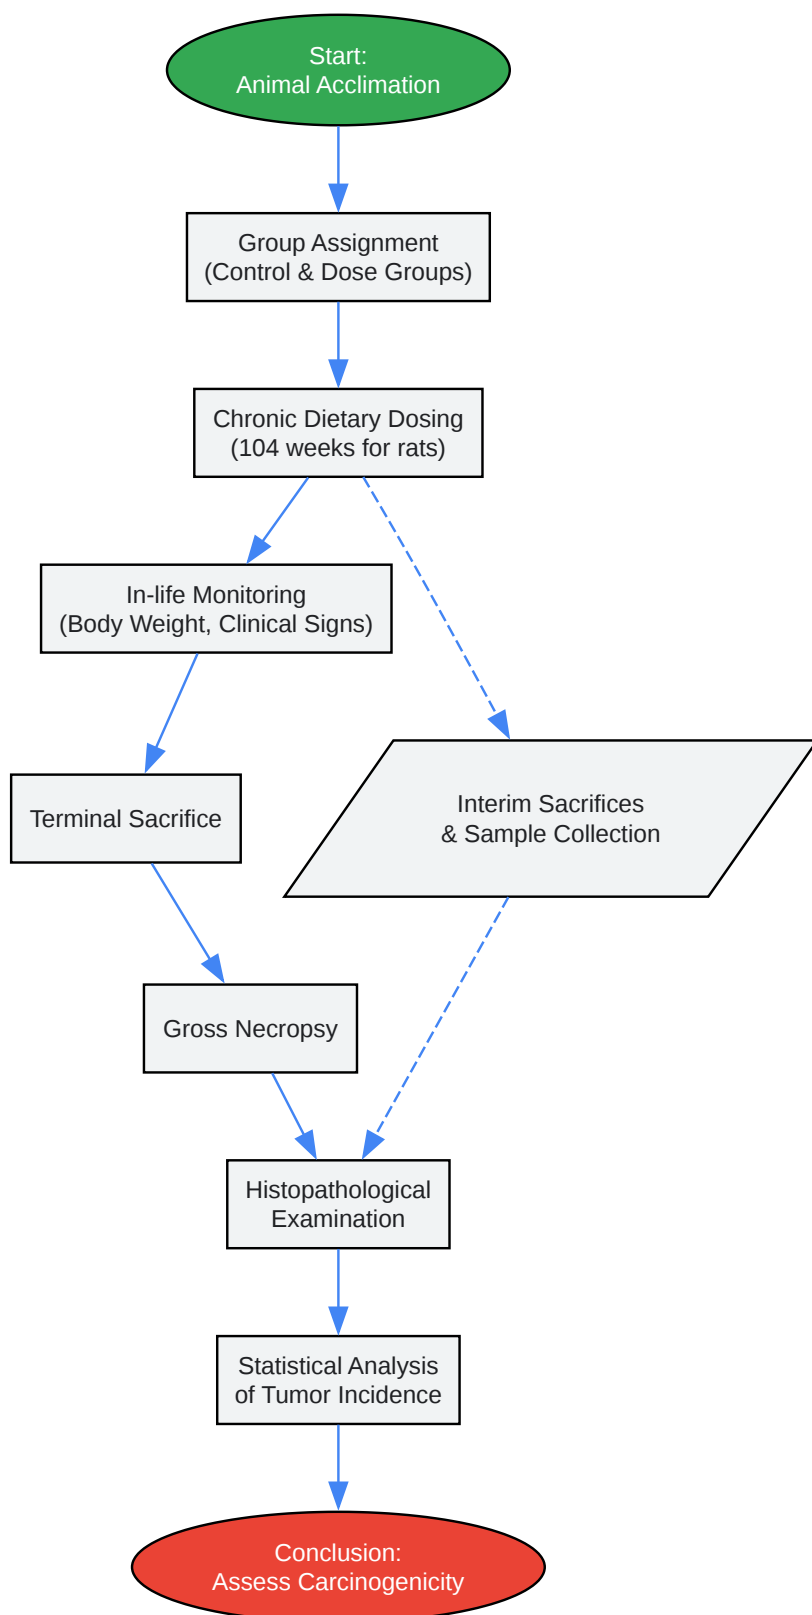 Start:
Animal Acclimation
Group Assignment
(Control & Dose Groups)
Chronic Dietary Dosing
(104 weeks for rats)
In-life Monitoring
(Body Weight, Clinical Signs)
Terminal Sacrifice
Interim Sacrifices
& Sample Collection
Gross Necropsy
Histopathological
Examination
Statistical Analysis
of Tumor Incidence
Conclusion:
Assess Carcinogenicity